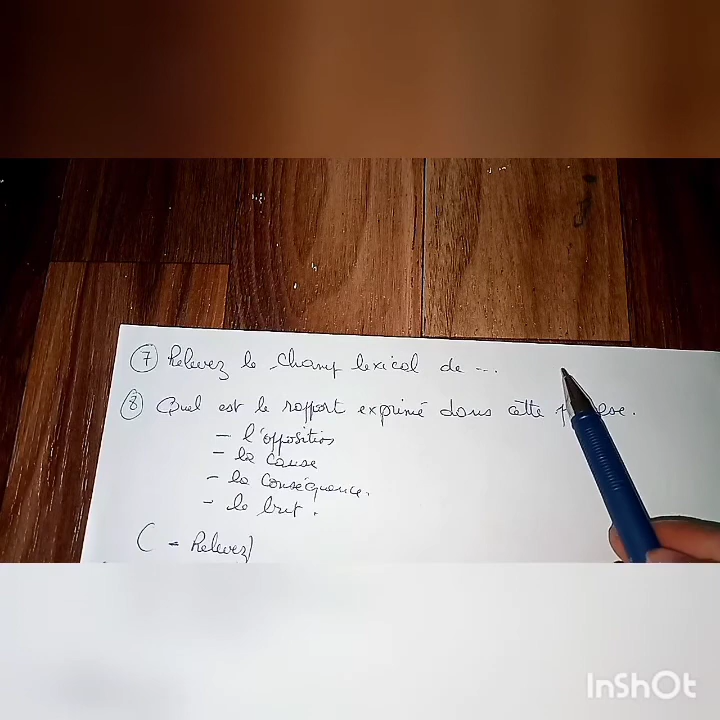 7 Relevez le champ lexical de ...
8 Quel est le rapport exprimé dans cette
- l'opposition
- la cause
- la conséquence.
- le but.
( - Relevez)
InShOt